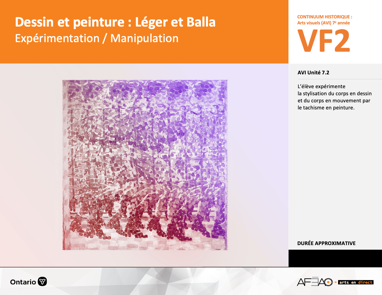 Dessin et peinture : Léger et Balla
Expérimentation / Manipulation
CONTINUUM HISTORIQUE :
Arts visuels (AVI) 7e année
VF2
AVI Unité 7.2
L'élève expérimente
la stylisation du corps en dessin
et du corps en mouvement par
le tachisme en peinture.
DURÉE APPROXIMATIVE
Ontario
AFÉAO
arts en direct